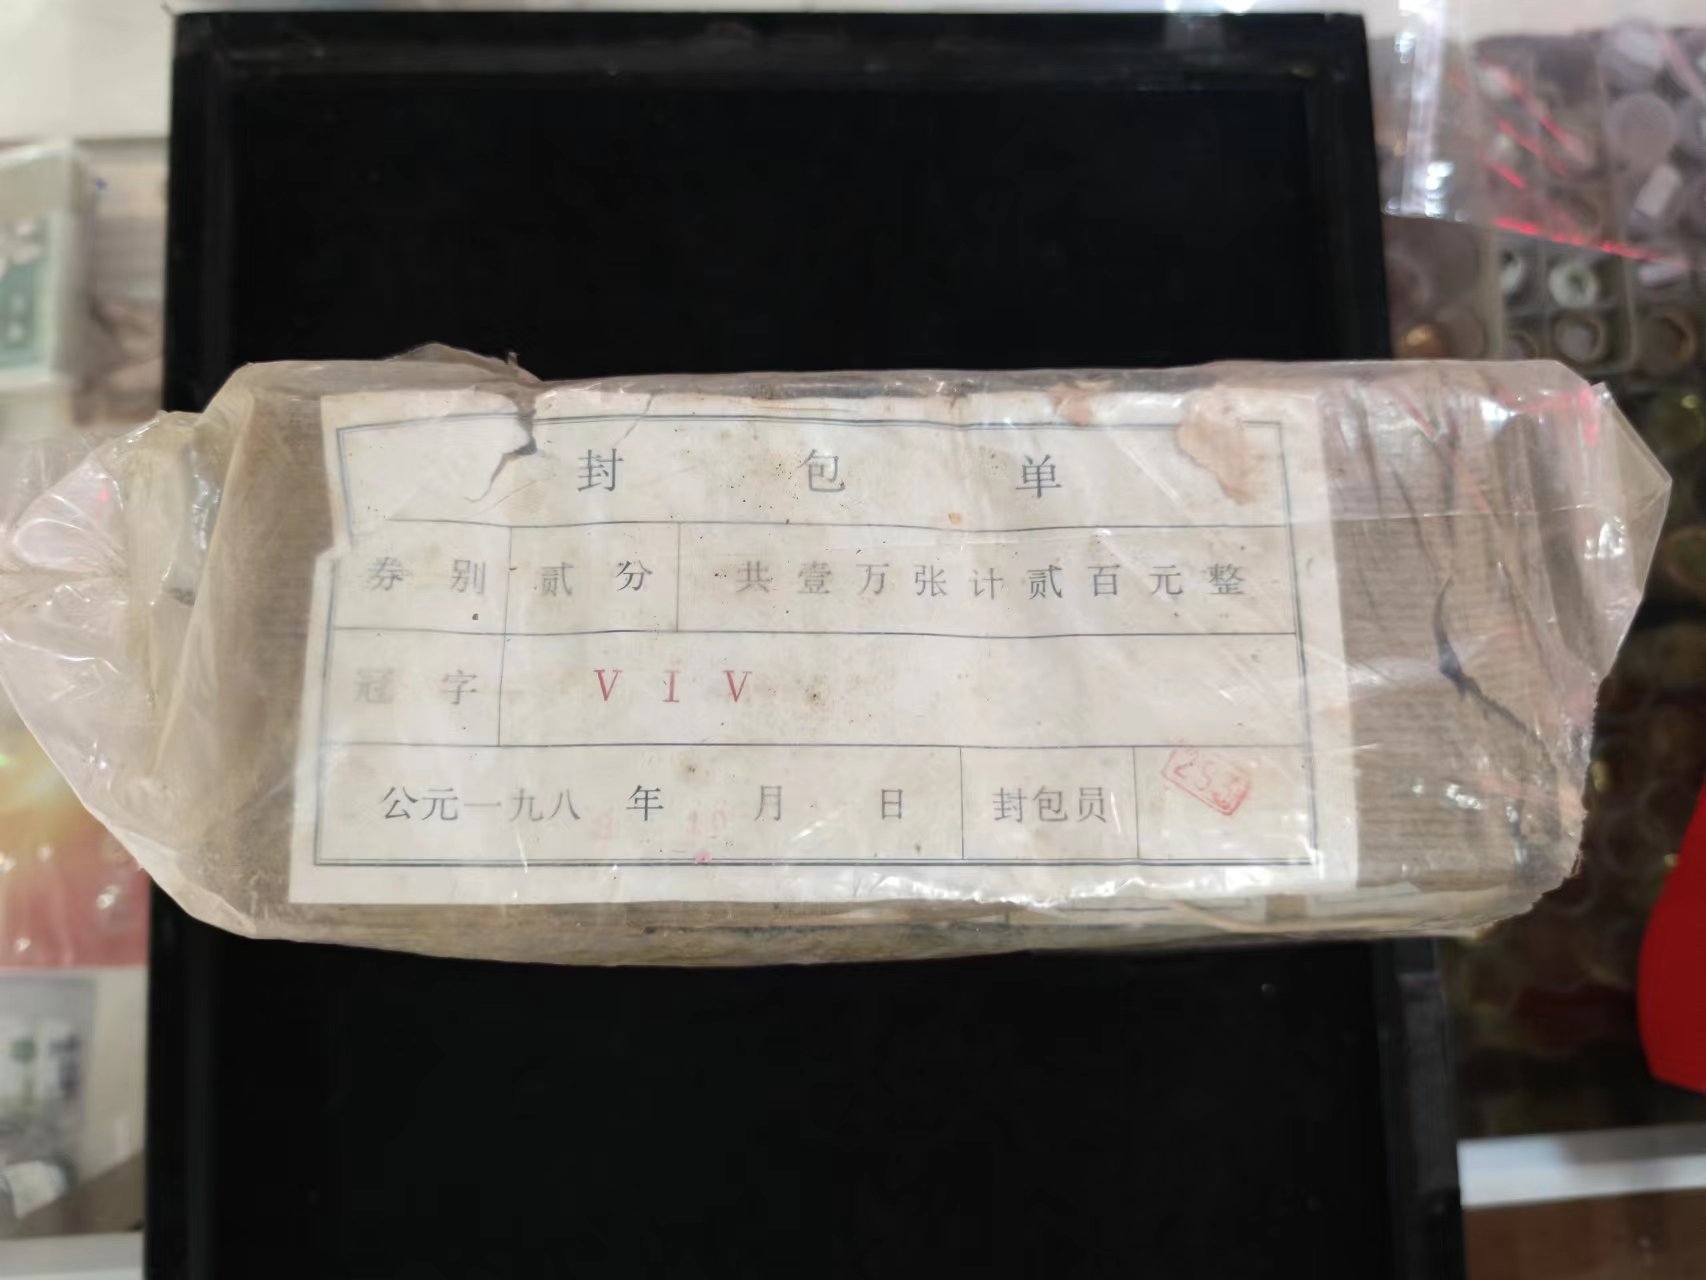 封包单
券别 贰分 共壹万张计贰百元整
冠字 V I V
公元一九八 年 10 月 日 封包员